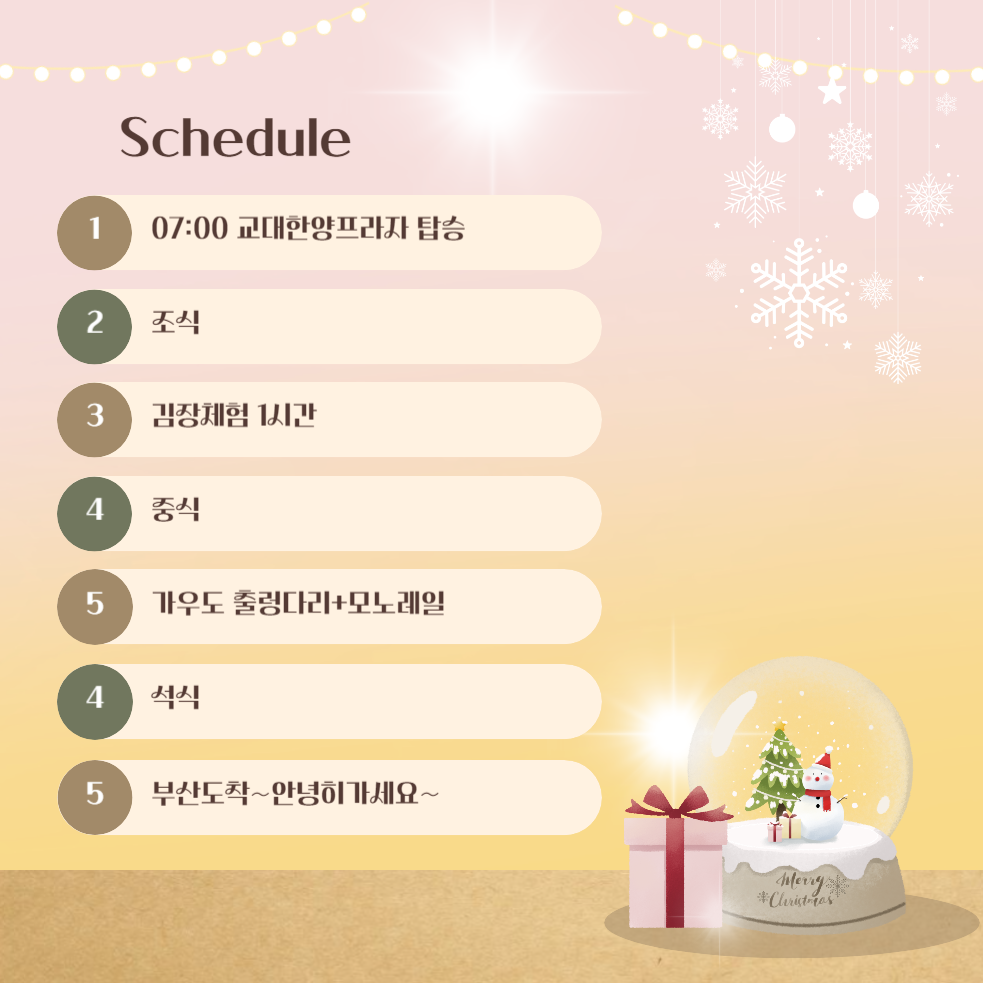 Schedule
1 07:00 교대한양프라자 탑승
2 조식
3 김장체험 1시간
4 중식
5 가우도 출렁다리+모노레일
4 석식
5 부산도착~안녕히가세요~
Merry
Christmas